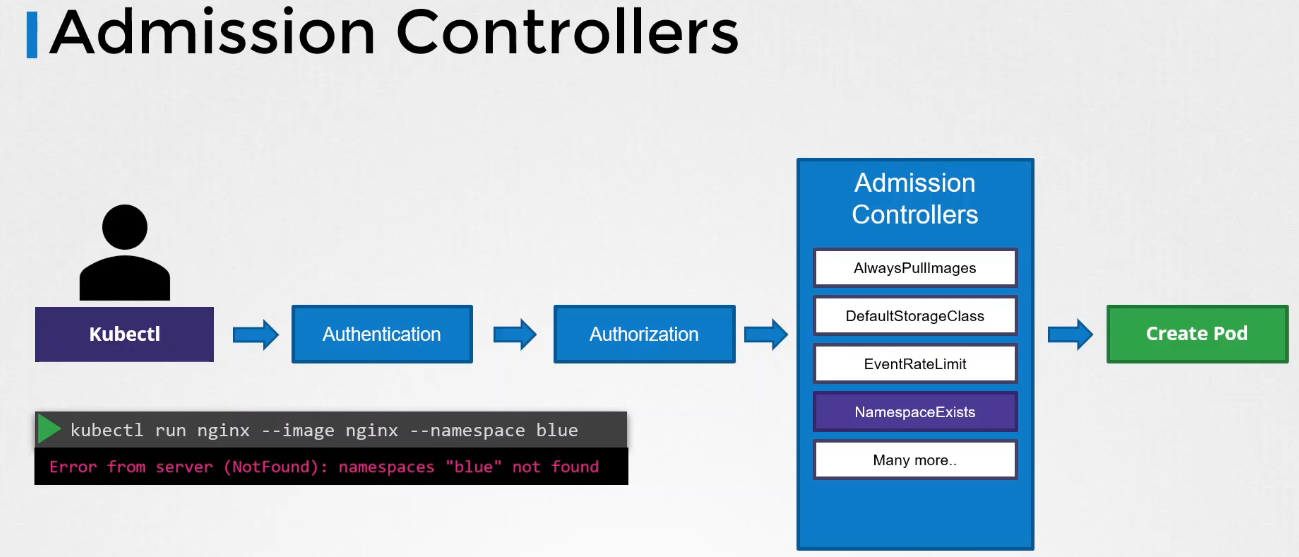 Admission Controllers
Admission
Controllers
AlwaysPullImages
DefaultStorageClass
EventRateLimit
NamespaceExists
Many more..
Kubectl
Authentication
Authorization
Create Pod
kubectl run nginx --image nginx --namespace blue
Error from server (NotFound): namespaces "blue" not found